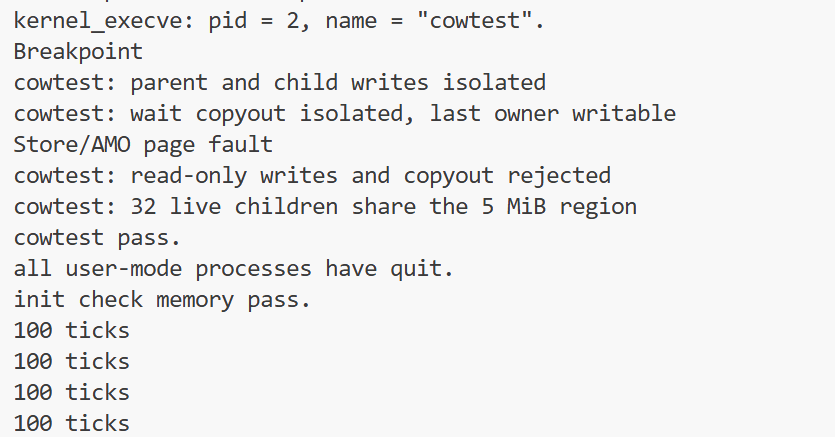 kernel_execve: pid = 2, name = "cowtest".
Breakpoint
cowtest: parent and child writes isolated
cowtest: wait copyout isolated, last owner writable
Store/AMO page fault
cowtest: read-only writes and copyout rejected
cowtest: 32 live children share the 5 MiB region
cowtest pass.
all user-mode processes have quit.
init check memory pass.
100 ticks
100 ticks
100 ticks
100 ticks